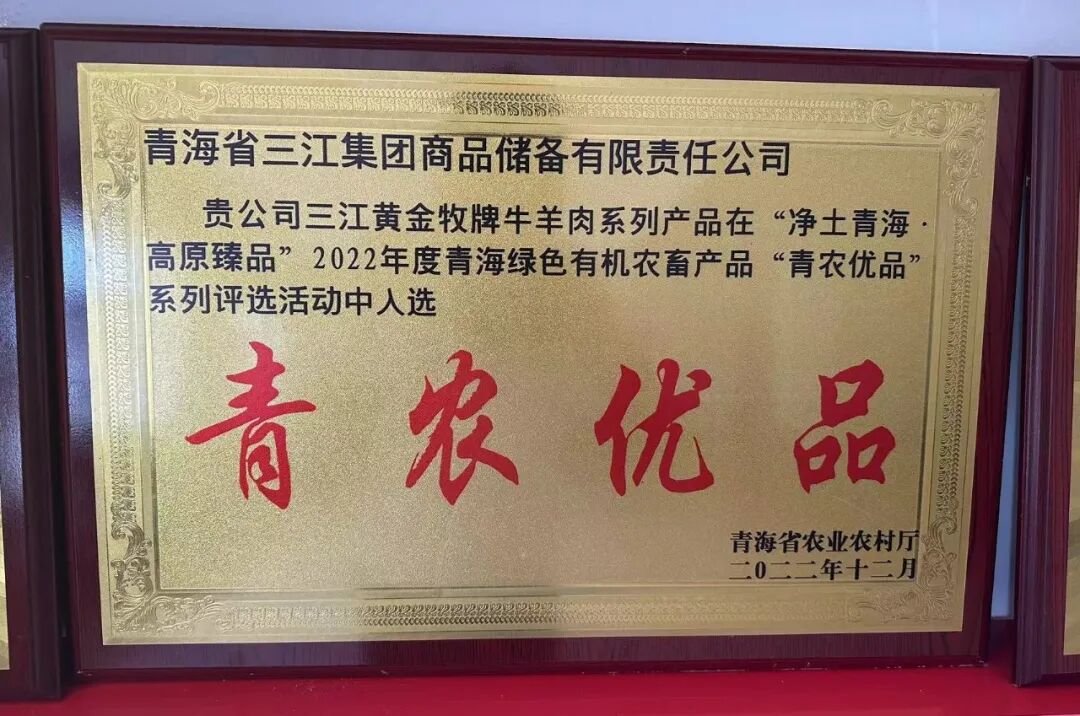 青海省三江集团商品储备有限责任公司
贵公司三江黄金牧牌牛羊肉系列产品在“净土青海·
高原臻品”2022年度青海绿色有机农畜产品“青农优品”
系列评选活动中入选
青农优品
青海省农业农村厅
二〇二二年十二月